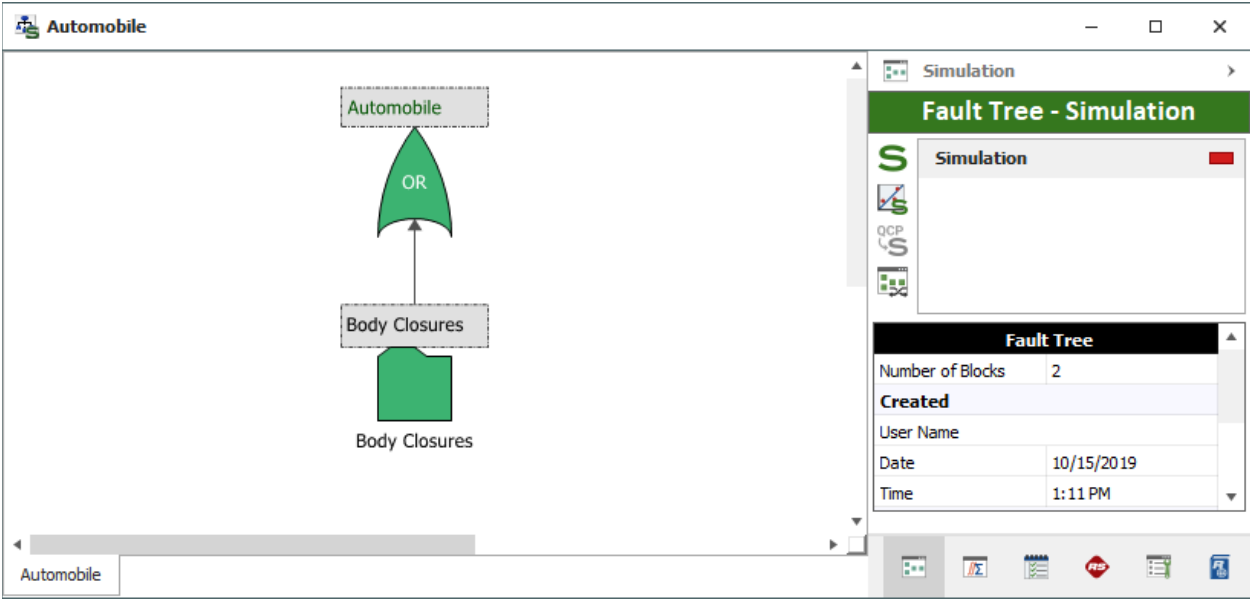 Automobile
Automobile
OR
Body Closures
Body Closures
Automobile
Simulation
Fault Tree - Simulation
S
Simulation
S
QCP
S
Fault Tree
Number of Blocks 2
Created
User Name
Date 10/15/2019
Time 1:11 PM